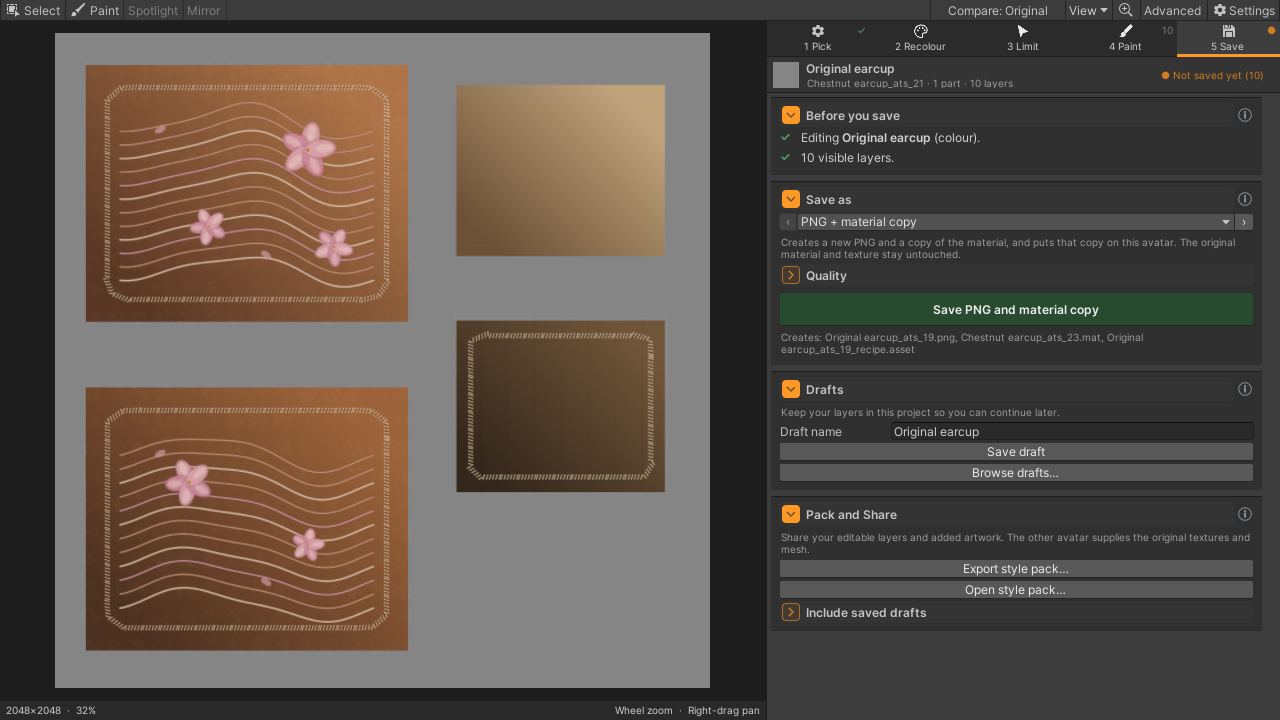 Select Paint Spotlight Mirror Compare: Original View Advanced Settings
1 Pick 2 Recolour 3 Limit 4 Paint 10 5 Save
Original earcup
Chestnut earcup_ats_21 · 1 part · 10 layers
Not saved yet (10)
Before you save
Editing Original earcup (colour).
10 visible layers.
Save as
PNG + material copy
Creates a new PNG and a copy of the material, and puts that copy on this avatar. The original
material and texture stay untouched.
Quality
Save PNG and material copy
Creates: Original earcup_ats_19.png, Chestnut earcup_ats_23.mat, Original
earcup_ats_19_recipe.asset
Drafts
Keep your layers in this project so you can continue later.
Draft name Original earcup
Save draft
Browse drafts...
Pack and Share
Share your editable layers and added artwork. The other avatar supplies the original textures and
mesh.
Export style pack...
Open style pack...
Include saved drafts
2048×2048 · 32% Wheel zoom · Right-drag pan